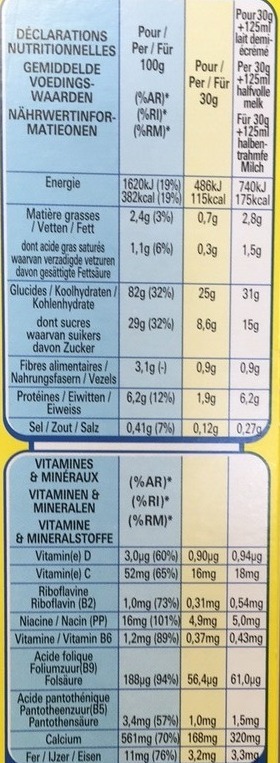 DÉCLARATIONS
NUTRITIONNELLES
GEMIDDELDE
VOEDINGS-
WAARDEN
NÄHRWERTINFOR-
MATIEONEN
Pour /
Per / Für
100g
(%AR)*
(%RI)*
(%RM)*
Pour /
Per / Für
30g
Pour 30g
+125ml
lait demi-
écrémé
Per 30g
+125ml
halfvolle
melk
Für 30g
+125ml
halben-
trahmfe
Milch
Energie 1620kJ (19%) 486kJ 740kJ
382kcal (19%) 115kcal 175kcal
Matière grasses
/ Vetten / Fett 2,4g (3%) 0,7g 2,8g
dont acide gras saturés
waarvan verzadigde vetzuren
davon gesättigte Fettsäure 1,1g (6%) 0,3g 1,5g
Glucides / Koolhydraten /
Kohlenhydrate 82g (32%) 25g 31g
dont sucres
waarvan suikers
davon Zucker 29g (32%) 8,6g 15g
Fibres alimentaires /
Nahrungsfasern / Vezels 3,1g (-) 0,9g 0,9g
Protéines / Eiwitten /
Eiweiss 6,2g (12%) 1,9g 6,2g
Sel / Zout / Salz 0,41g (7%) 0,12g 0,27g
VITAMINES
& MINÉRAUX
VITAMINEN &
MINERALEN
VITAMINE
& MINERALSTOFFE
(%AR)*
(%RI)*
(%RM)*
Vitamin(e) D 3,0µg (60%) 0,90µg 0,94µg
Vitamin(e) C 52mg (65%) 16mg 18mg
Riboflavine
Riboflavin (B2) 1,0mg (73%) 0,31mg 0,54mg
Niacine / Nacin (PP) 16mg (101%) 4,9mg 5,0mg
Vitamine / Vitamin B6 1,2mg (89%) 0,37mg 0,43mg
Acide folique
Foliumzuur(B9)
Folsäure 188µg (94%) 56,4µg 61,0µg
Acide pantothénique
Pantotheenzuur(B5)
Pantothensäure 3,4mg (57%) 1,0mg 1,5mg
Calcium 561mg (70%) 168mg 320mg
Fer / IJzer / Eisen 11mg (76%) 3,2mg 3,3mg